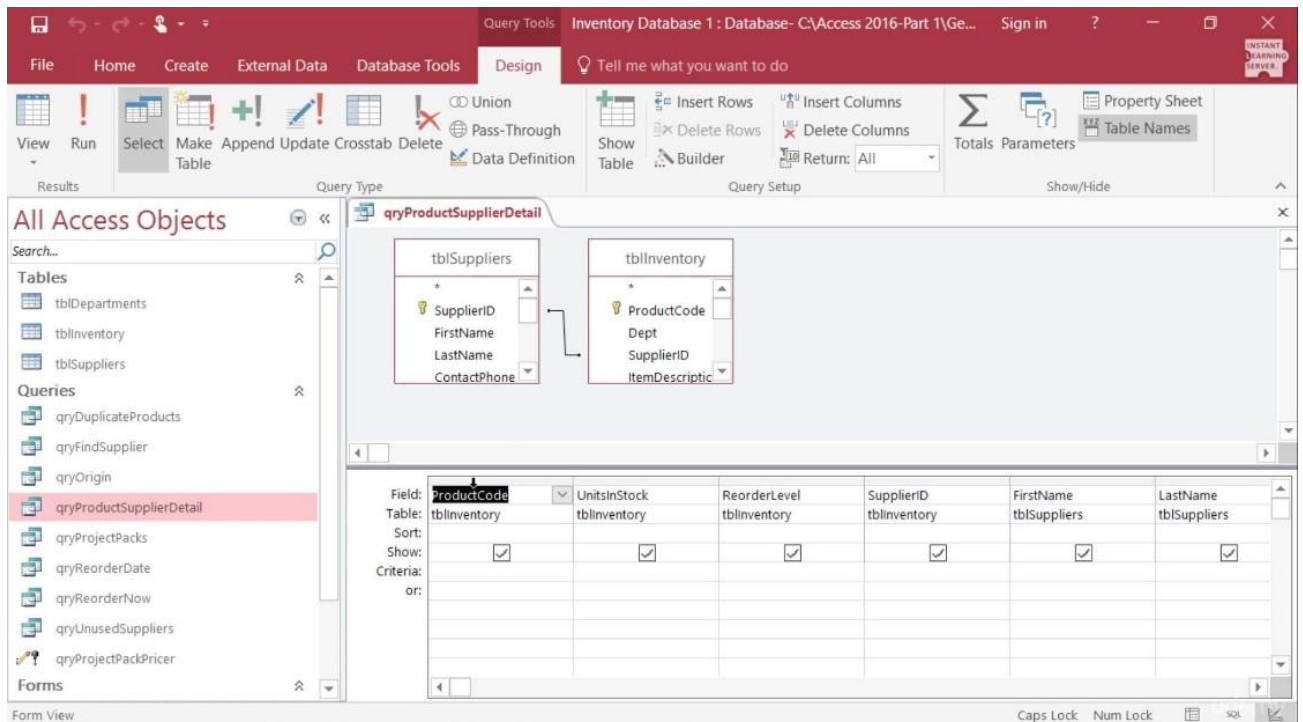 Query Tools Inventory Database 1 : Database- C:\Access 2016-Part 1\Ge... Sign in ?
INSTANT
LEARNING
SERVER.
File Home Create External Data Database Tools Design Tell me what you want to do
View Run Select Make Table Append Update Crosstab Delete
Union
Pass-Through
Data Definition
Show Table
Insert Rows
Delete Rows
Builder
Insert Columns
Delete Columns
Return: All
Totals Parameters
Property Sheet
Table Names
Results Query Type Query Setup Show/Hide
All Access Objects
Search...
Tables
tblDepartments
tblInventory
tblSuppliers
Queries
qryDuplicateProducts
qryFindSupplier
qryOrigin
qryProductSupplierDetail
qryProjectPacks
qryReorderDate
qryReorderNow
qryUnusedSuppliers
qryProjectPackPricer
Forms
qryProductSupplierDetail
tblSuppliers
*
SupplierID
FirstName
LastName
ContactPhone
tblInventory
*
ProductCode
Dept
SupplierID
ItemDescriptic
Field: ProductCode UnitsInStock ReorderLevel SupplierID FirstName LastName
Table: tblInventory tblInventory tblInventory tblInventory tblSuppliers tblSuppliers
Sort:
Show:
Criteria:
or:
Form View Caps Lock Num Lock SQL